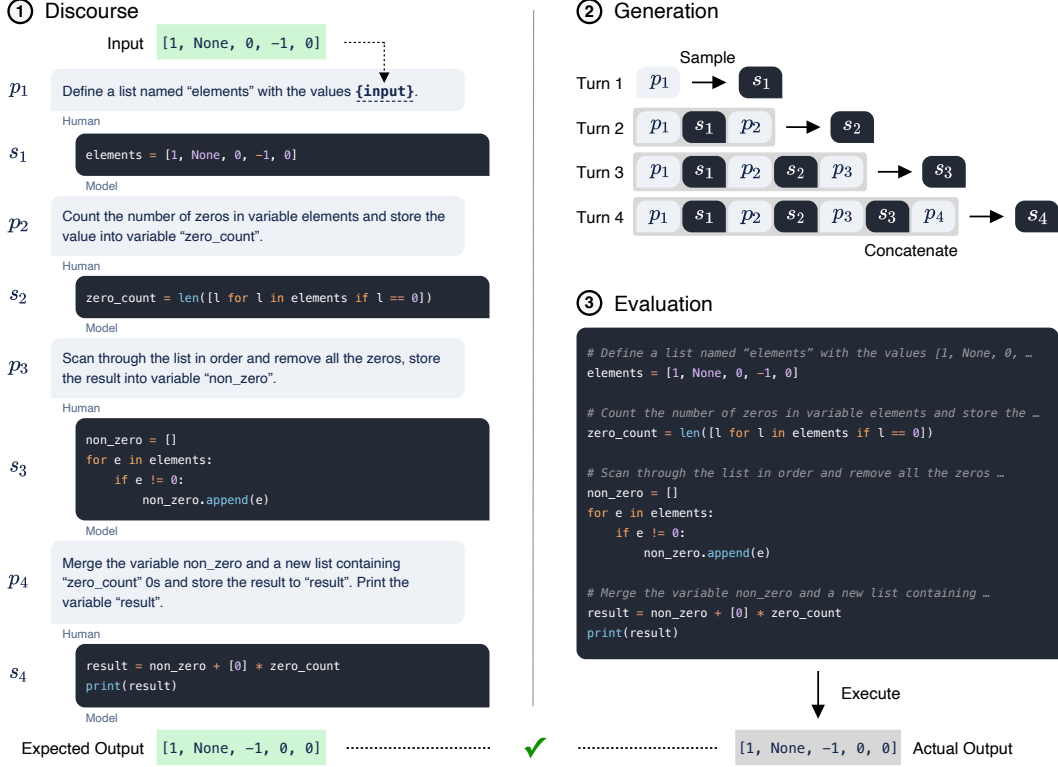 1 Discourse
Input [1, None, 0, −1, 0]
p1 Define a list named “elements” with the values {input}.
Human
s1 elements = [1, None, 0, −1, 0]
Model
p2 Count the number of zeros in variable elements and store the
value into variable “zero_count”.
Human
s2 zero_count = len([l for l in elements if l == 0])
Model
p3 Scan through the list in order and remove all the zeros, store
the result into variable “non_zero”.
Human
s3 non_zero = []
for e in elements:
    if e != 0:
        non_zero.append(e)
Model
p4 Merge the variable non_zero and a new list containing
“zero_count” 0s and store the result to “result”. Print the
variable “result”.
Human
s4 result = non_zero + [0] * zero_count
print(result)
Model
Expected Output [1, None, −1, 0, 0]
2 Generation
Sample
Turn 1 p1 s1
Turn 2 p1 s1 p2 s2
Turn 3 p1 s1 p2 s2 p3 s3
Turn 4 p1 s1 p2 s2 p3 s3 p4 s4
Concatenate
3 Evaluation
# Define a list named “elements” with the values [1, None, 0, …
elements = [1, None, 0, −1, 0]
# Count the number of zeros in variable elements and store the …
zero_count = len([l for l in elements if l == 0])
# Scan through the list in order and remove all the zeros …
non_zero = []
for e in elements:
    if e != 0:
        non_zero.append(e)
# Merge the variable non_zero and a new list containing …
result = non_zero + [0] * zero_count
print(result)
Execute
[1, None, −1, 0, 0] Actual Output